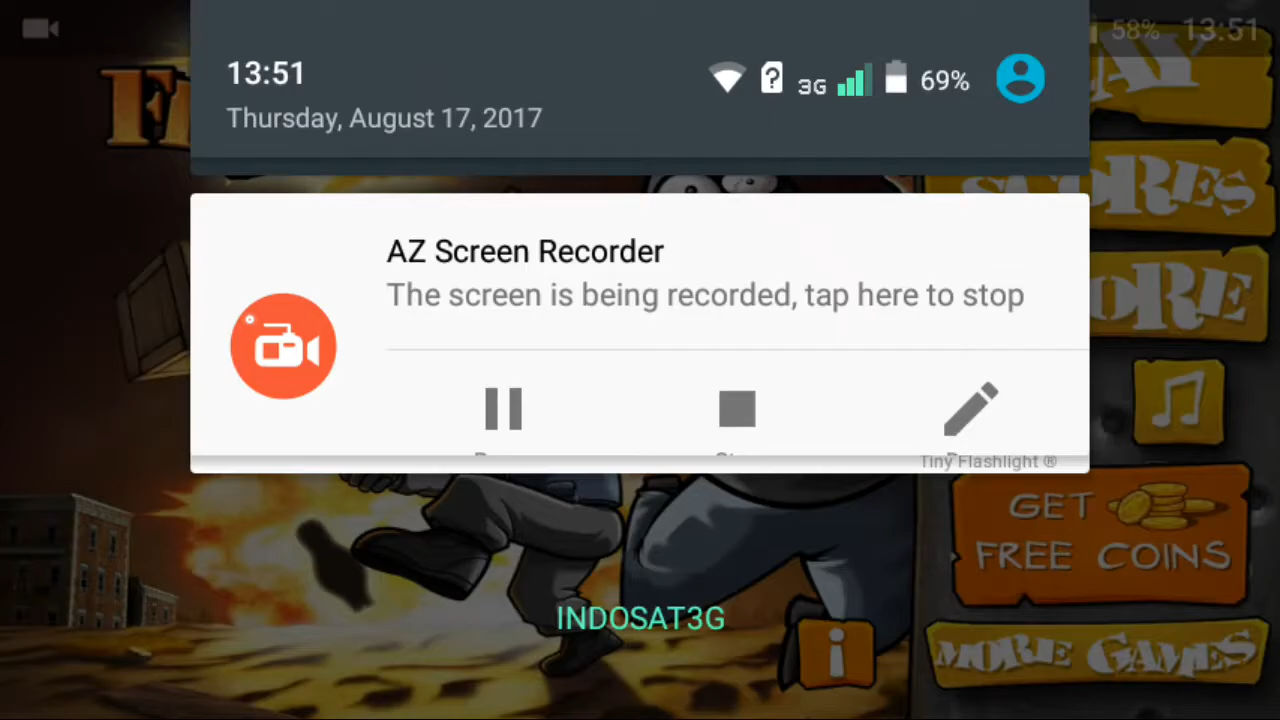 58% 13:51
13:51
3G 69%
Thursday, August 17, 2017
AZ Screen Recorder
The screen is being recorded, tap here to stop
Tiny Flashlight ®
GET
FREE COINS
INDOSAT3G
i
MORE GAMES